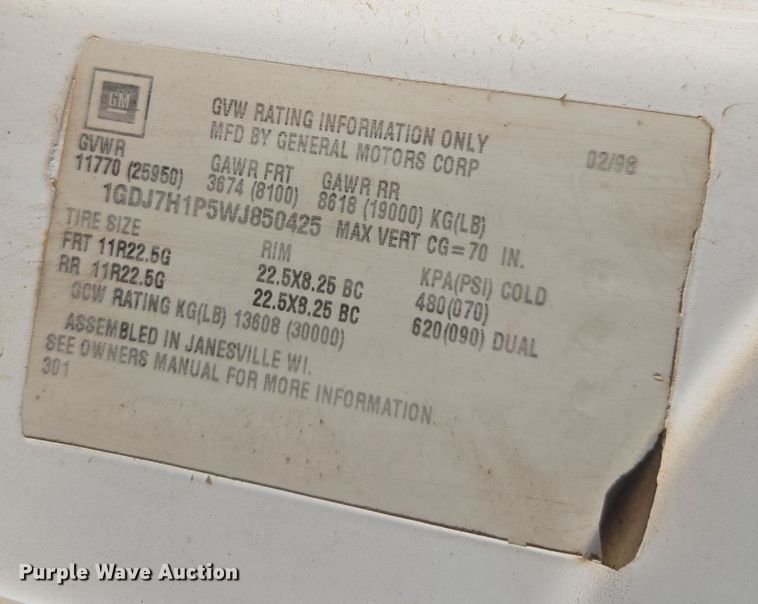 GM
GVW RATING INFORMATION ONLY
MFD BY GENERAL MOTORS CORP 02/98
GVWR GAWR FRT GAWR RR
11770 (25950) 3674 (8100) 8618 (19000) KG(LB)
1GDJ7H1P5WJ850425 MAX VERT CG=70 IN.
TIRE SIZE RIM KPA(PSI) COLD
FRT 11R22.5G 22.5X8.25 BC 480(070)
RR 11R22.5G 22.5X8.25 BC 620(090) DUAL
GCW RATING KG(LB) 13608 (30000)
ASSEMBLED IN JANESVILLE WI.
SEE OWNERS MANUAL FOR MORE INFORMATION.
301
Purple Wave Auction